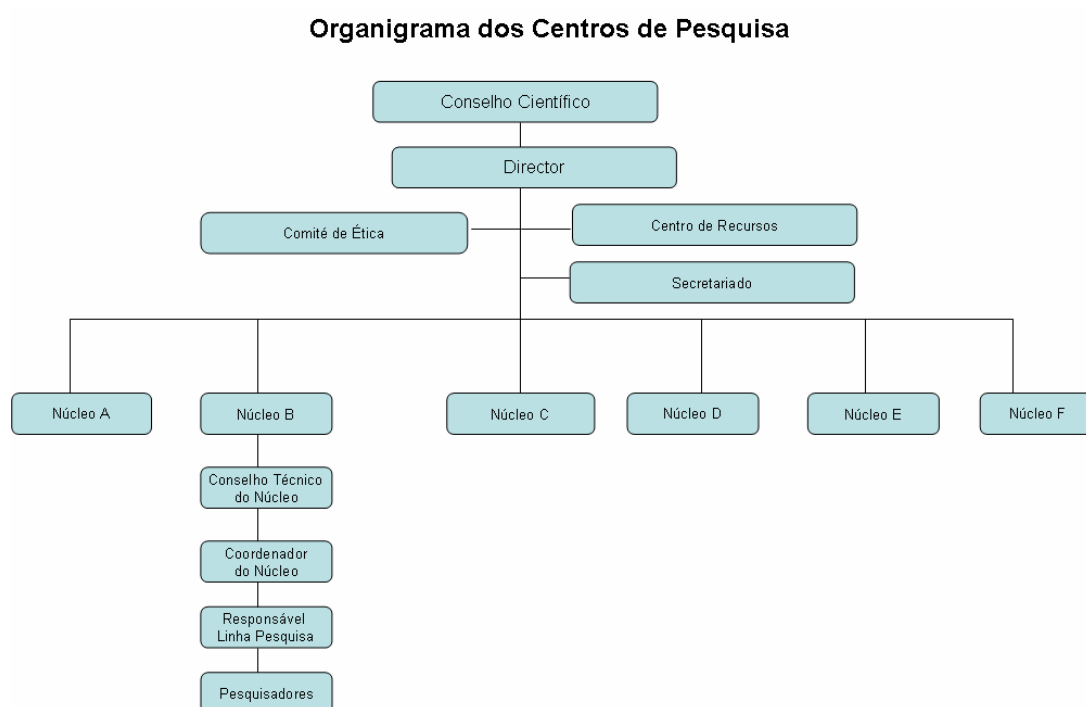 Organigrama dos Centros de Pesquisa
Conselho Científico
Director
Comité de Ética
Centro de Recursos
Secretariado
Núcleo A
Núcleo B
Núcleo C
Núcleo D
Núcleo E
Núcleo F
Conselho Técnico
do Núcleo
Coordenador
do Núcleo
Responsável
Linha Pesquisa
Pesquisadores